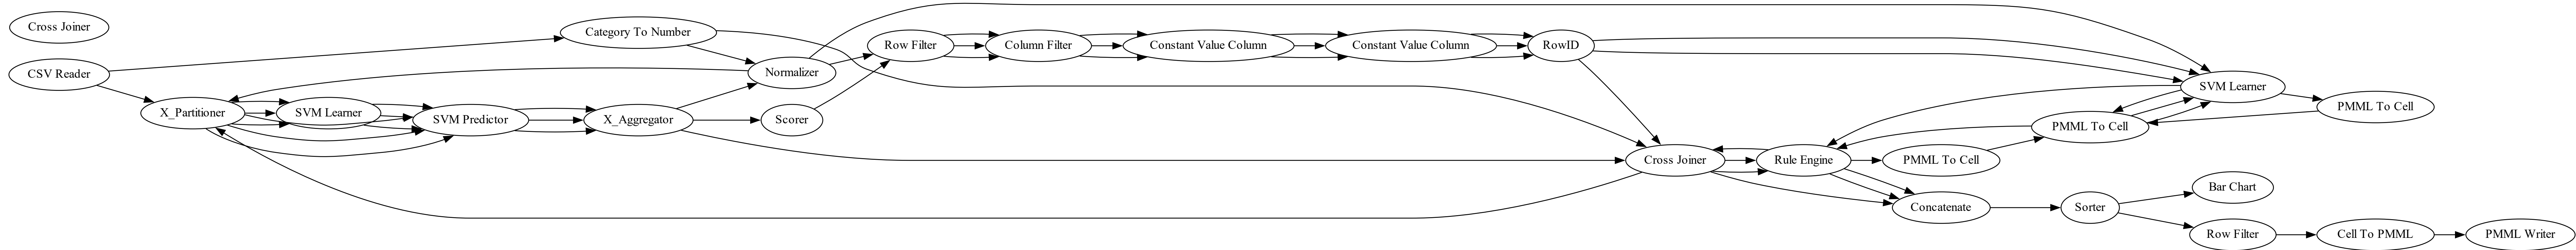 Cross Joiner
CSV Reader
Category To Number
X_Partitioner
SVM Learner
SVM Predictor
X_Aggregator
Normalizer
Scorer
Row Filter
Column Filter
Constant Value Column
Constant Value Column
RowID
Cross Joiner
Rule Engine
PMML To Cell
Concatenate
PMML To Cell
Sorter
SVM Learner
PMML To Cell
Bar Chart
Row Filter
Cell To PMML
PMML Writer